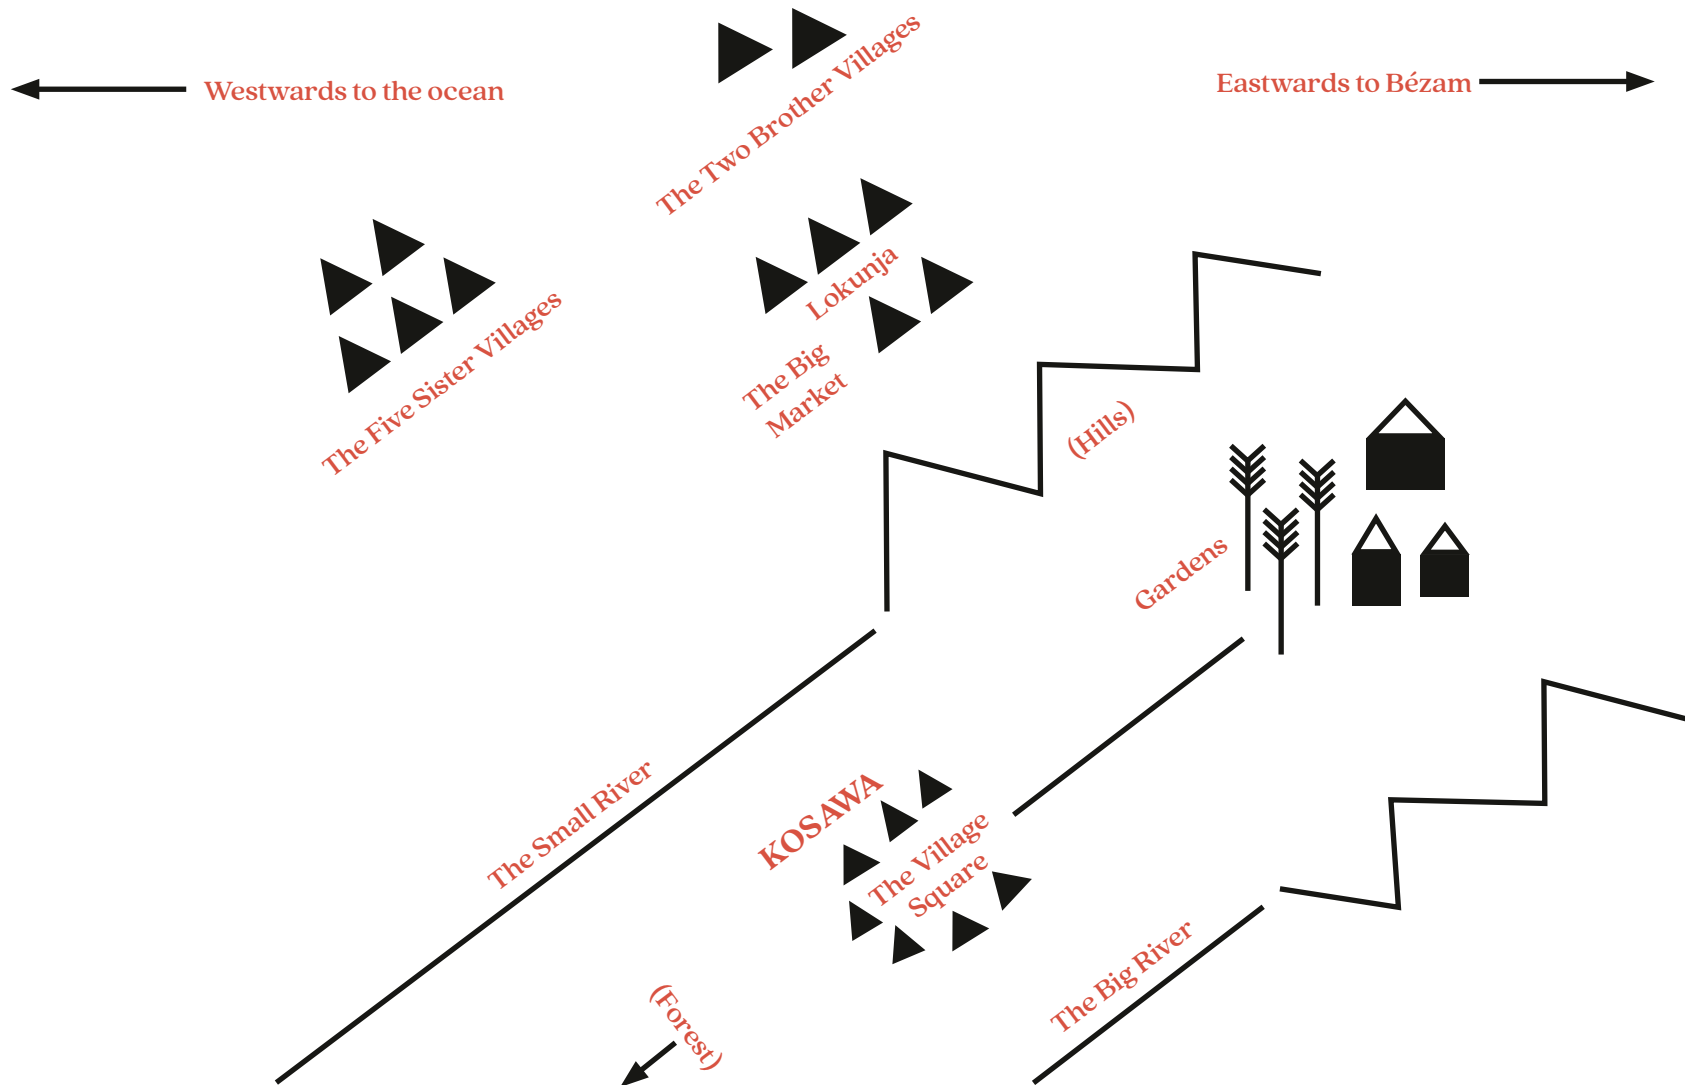 The Two Brother Villages
Westwards to the ocean
Eastwards to Bézam
The Five Sister Villages
Lokunja
The Big
Market
(Hills)
Gardens
The Small River
KOSAWA
The Village
Square
The Big River
(Forest)